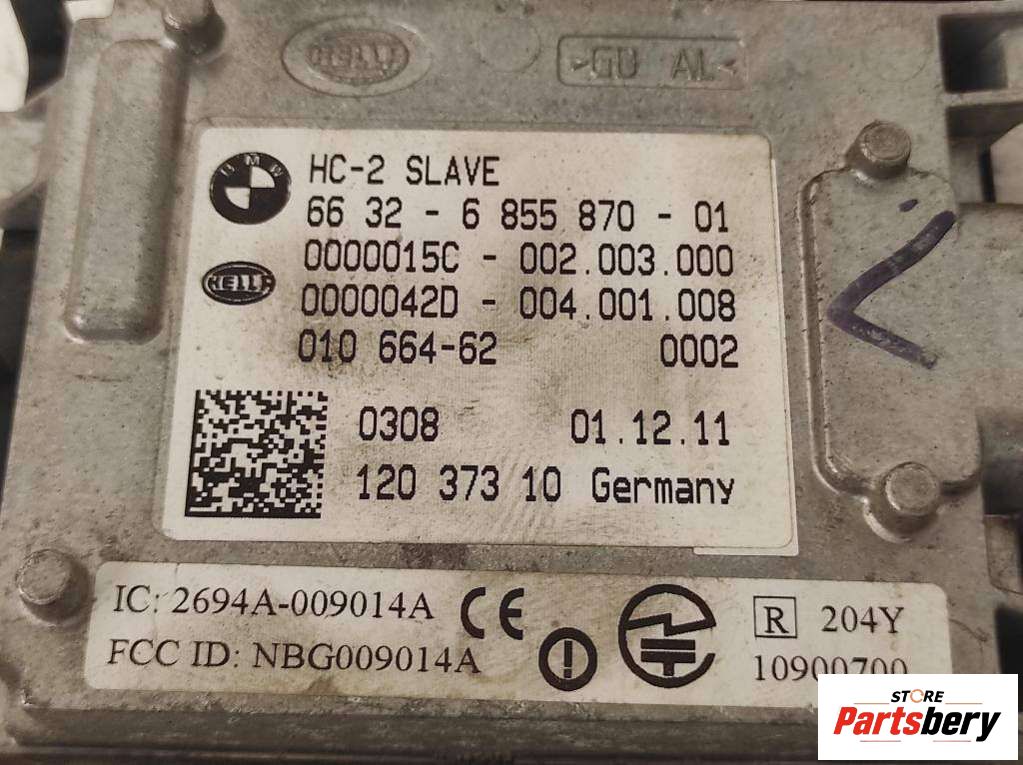 HELLA
>GD AL<
BMW
HC-2 SLAVE
66 32 - 6 855 870 - 01
0000015C - 002.003.000
HELLA
0000042D - 004.001.008
010 664-62 0002
0308 01.12.11
120 373 10 Germany
IC: 2694A-009014A CE
R 204Y
FCC ID: NBG009014A
10900700
STORE
Partsbery